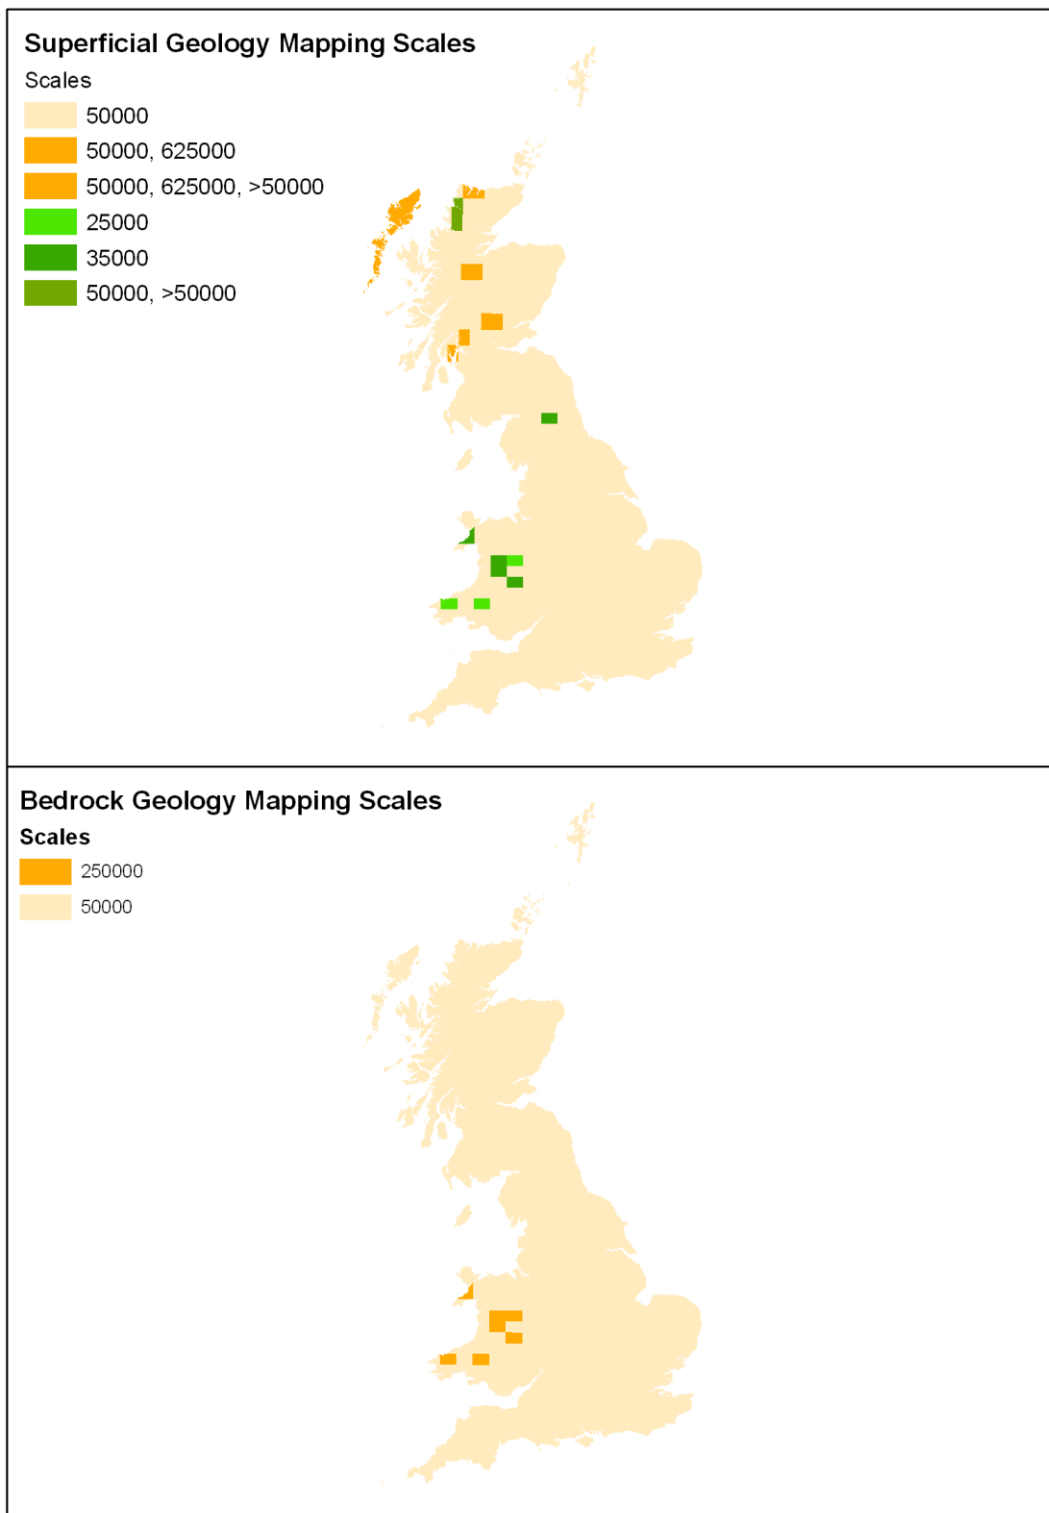 Superficial Geology Mapping Scales
Scales
50000
50000, 625000
50000, 625000, >50000
25000
35000
50000, >50000
Bedrock Geology Mapping Scales
Scales
250000
50000